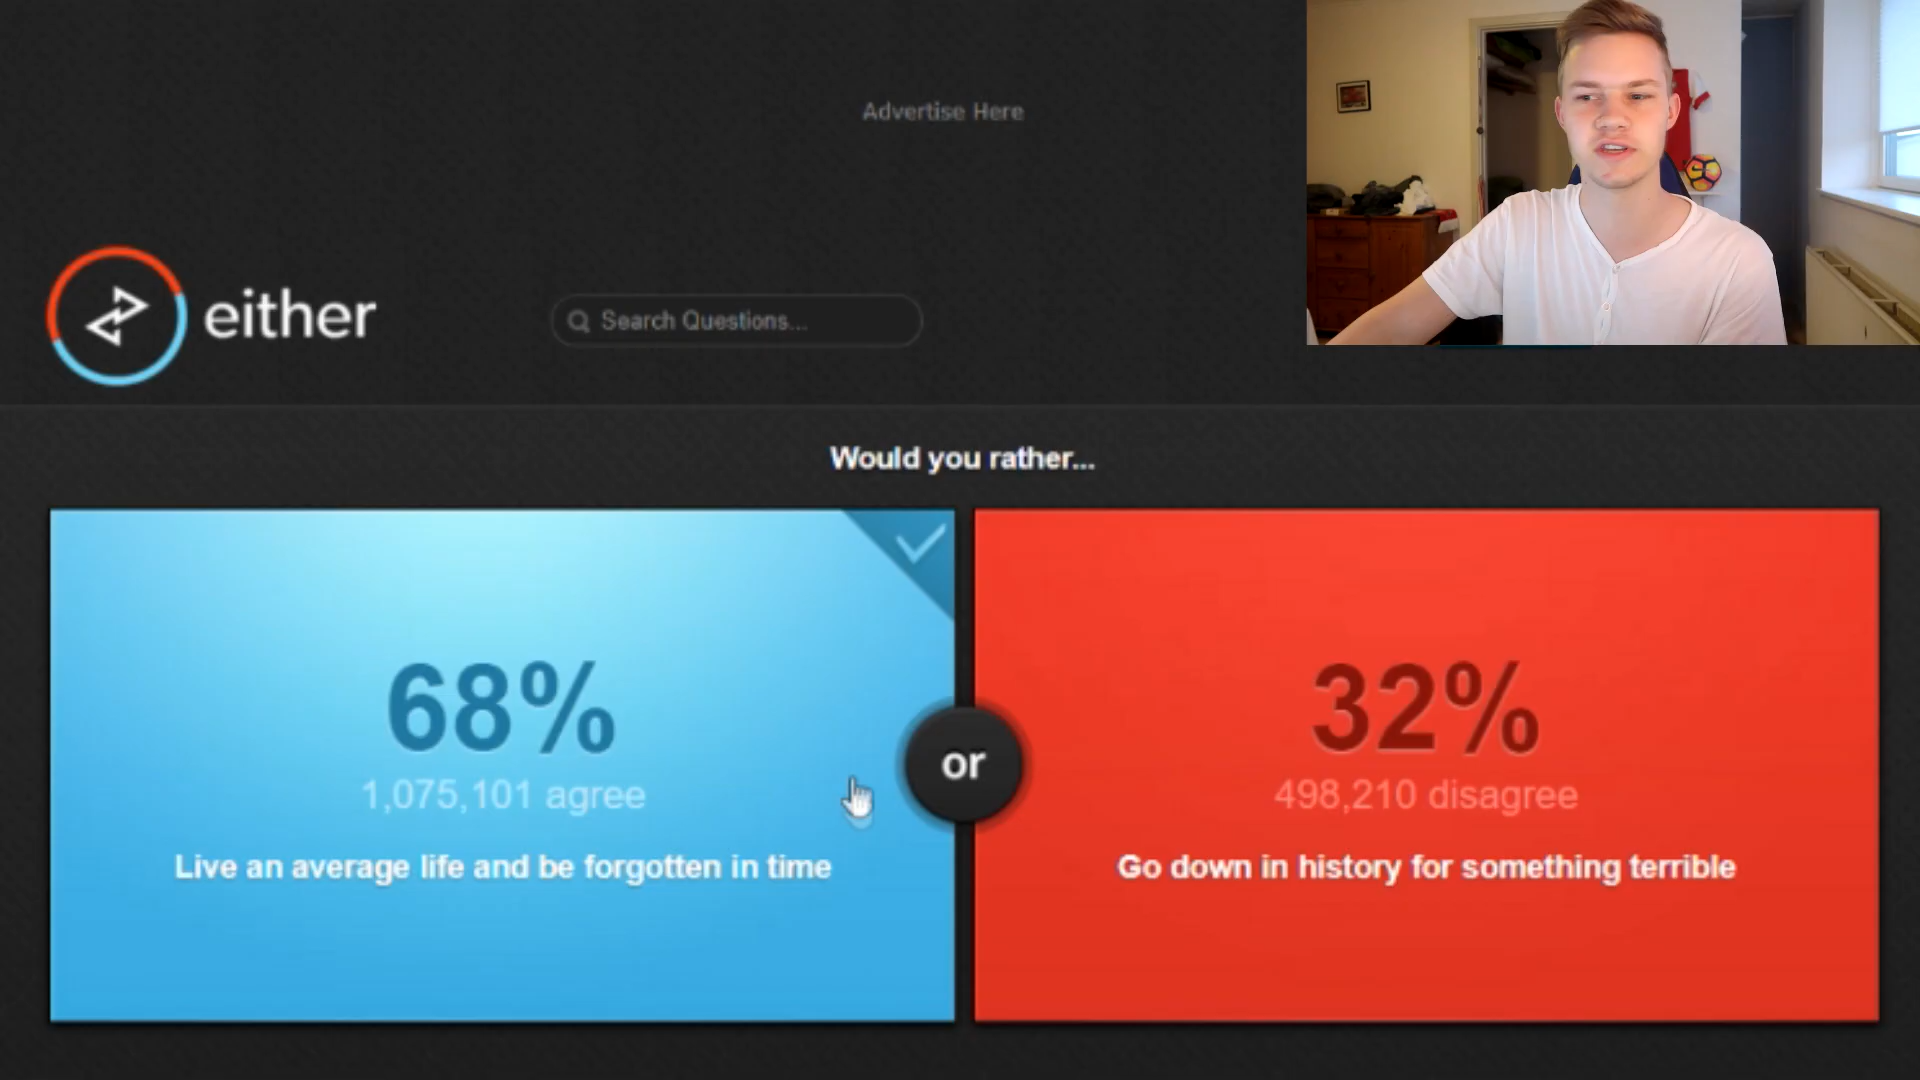 Advertise Here
either
Search Questions...
Would you rather...
68%
1,075,101 agree
Live an average life and be forgotten in time
or
32%
498,210 disagree
Go down in history for something terrible